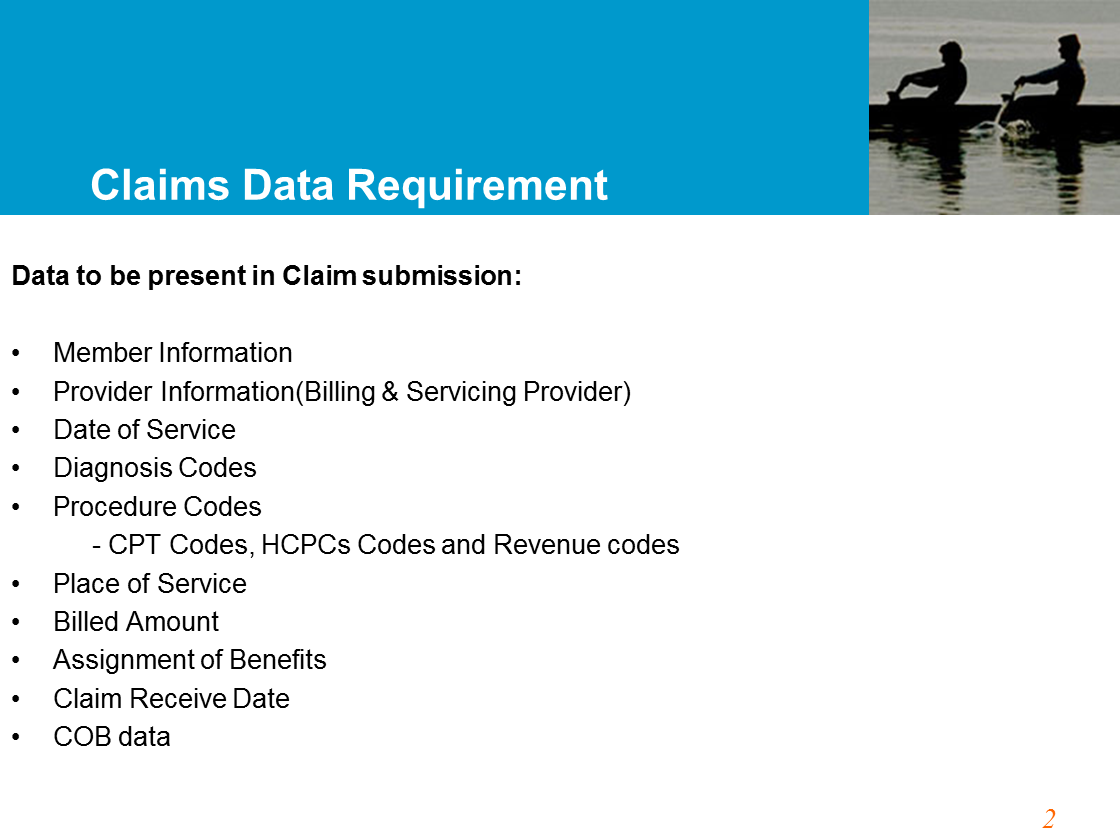 Claims Data Requirement
Data to be present in Claim submission:
• Member Information
• Provider Information(Billing & Servicing Provider)
• Date of Service
• Diagnosis Codes
• Procedure Codes
- CPT Codes, HCPCs Codes and Revenue codes
• Place of Service
• Billed Amount
• Assignment of Benefits
• Claim Receive Date
• COB data
2